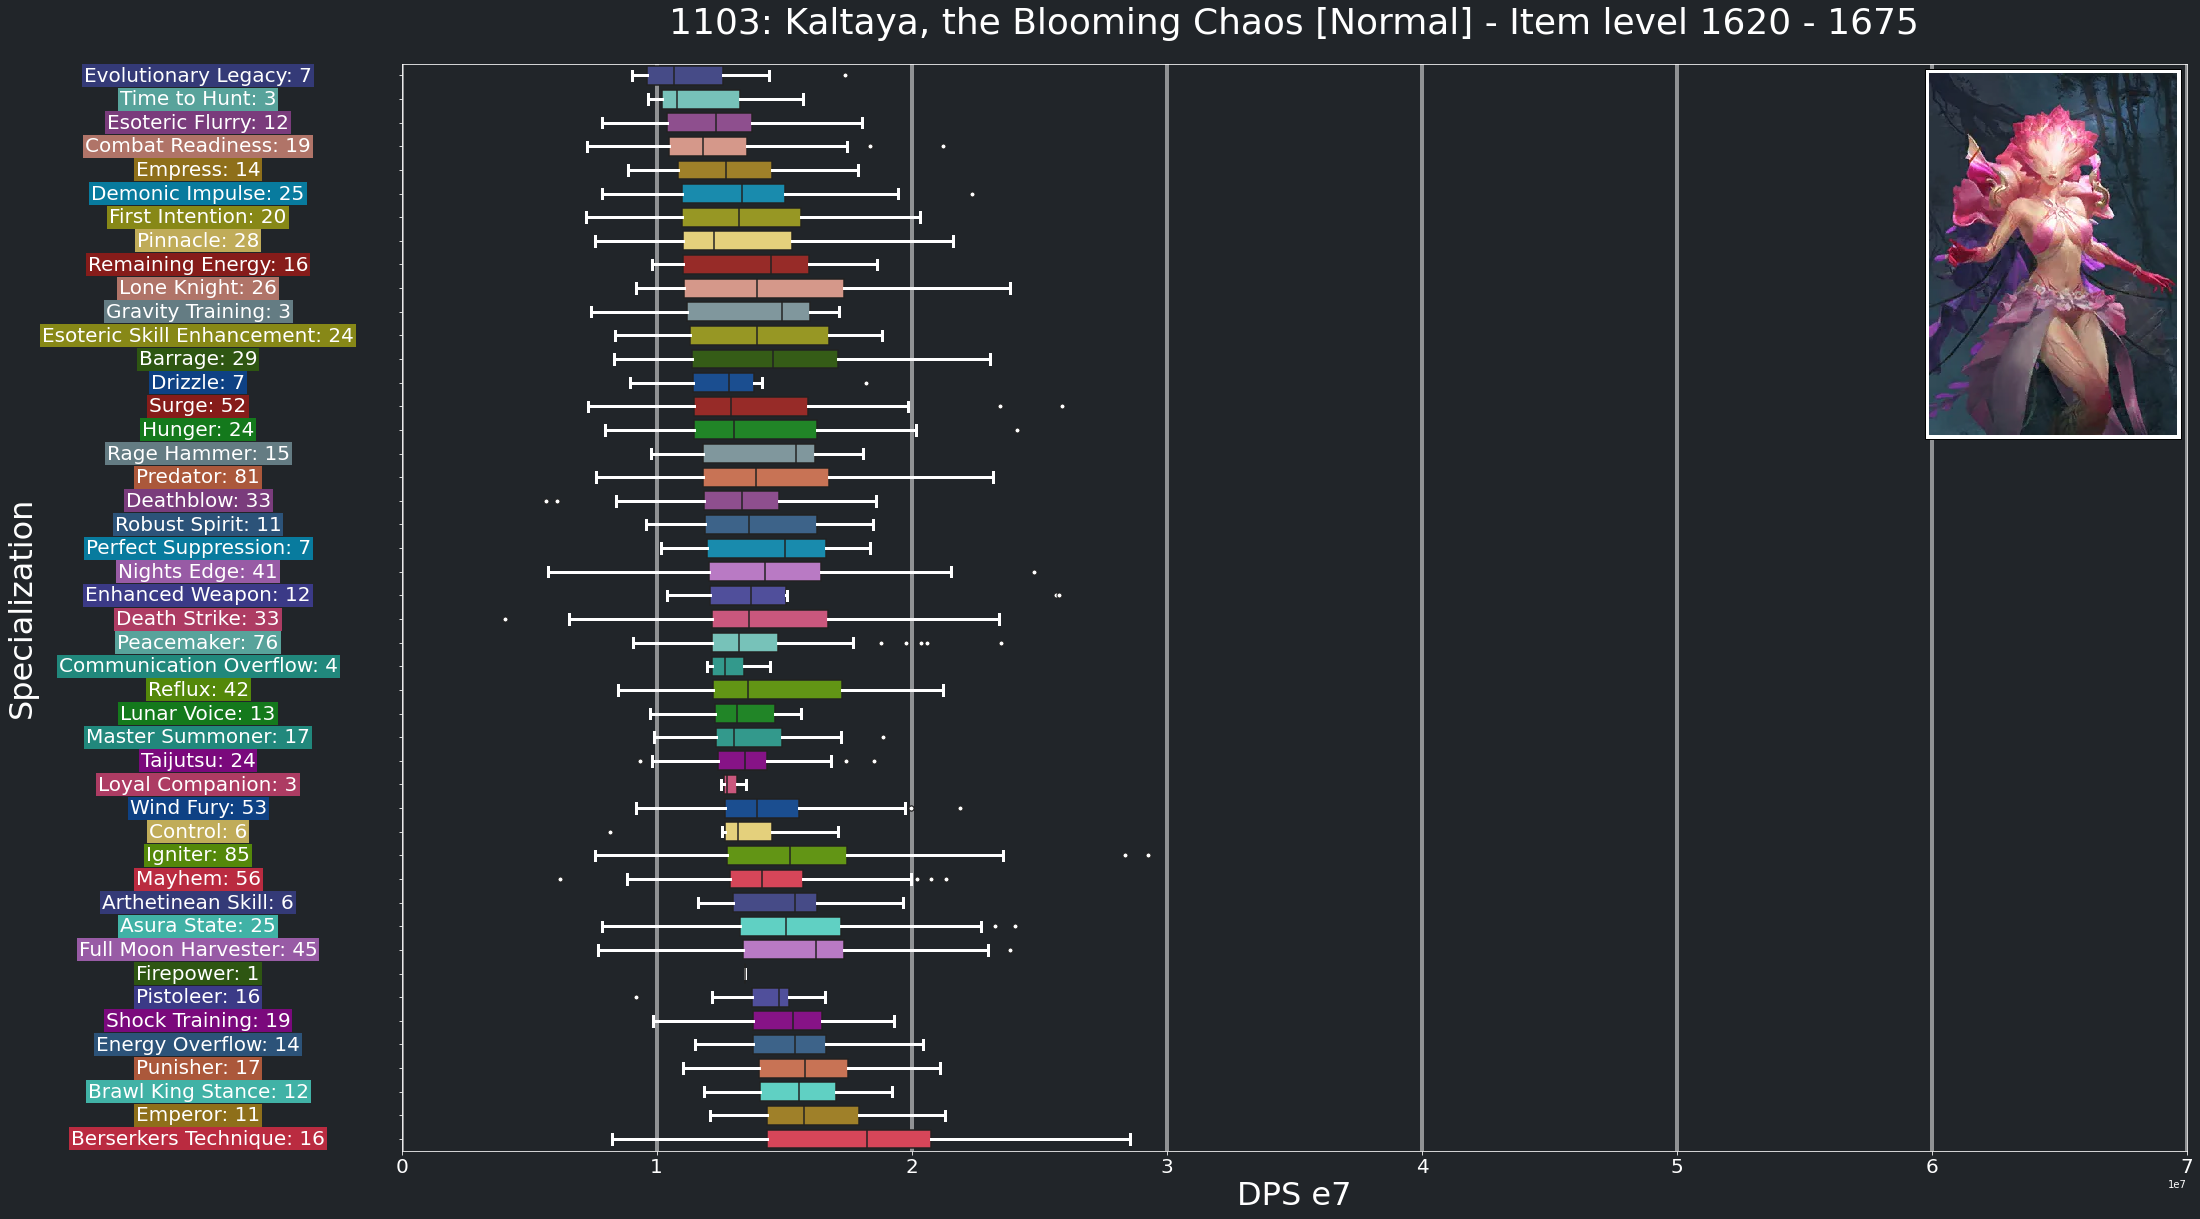 1103: Kaltaya, the Blooming Chaos [Normal] - Item level 1620 - 1675
Specialization
Evolutionary Legacy: 7
Time to Hunt: 3
Esoteric Flurry: 12
Combat Readiness: 19
Empress: 14
Demonic Impulse: 25
First Intention: 20
Pinnacle: 28
Remaining Energy: 16
Lone Knight: 26
Gravity Training: 3
Esoteric Skill Enhancement: 24
Barrage: 29
Drizzle: 7
Surge: 52
Hunger: 24
Rage Hammer: 15
Predator: 81
Deathblow: 33
Robust Spirit: 11
Perfect Suppression: 7
Nights Edge: 41
Enhanced Weapon: 12
Death Strike: 33
Peacemaker: 76
Communication Overflow: 4
Reflux: 42
Lunar Voice: 13
Master Summoner: 17
Taijutsu: 24
Loyal Companion: 3
Wind Fury: 53
Control: 6
Igniter: 85
Mayhem: 56
Arthetinean Skill: 6
Asura State: 25
Full Moon Harvester: 45
Firepower: 1
Pistoleer: 16
Shock Training: 19
Energy Overflow: 14
Punisher: 17
Brawl King Stance: 12
Emperor: 11
Berserkers Technique: 16
0 1 2 3 4 5 6 7
1e7
DPS e7